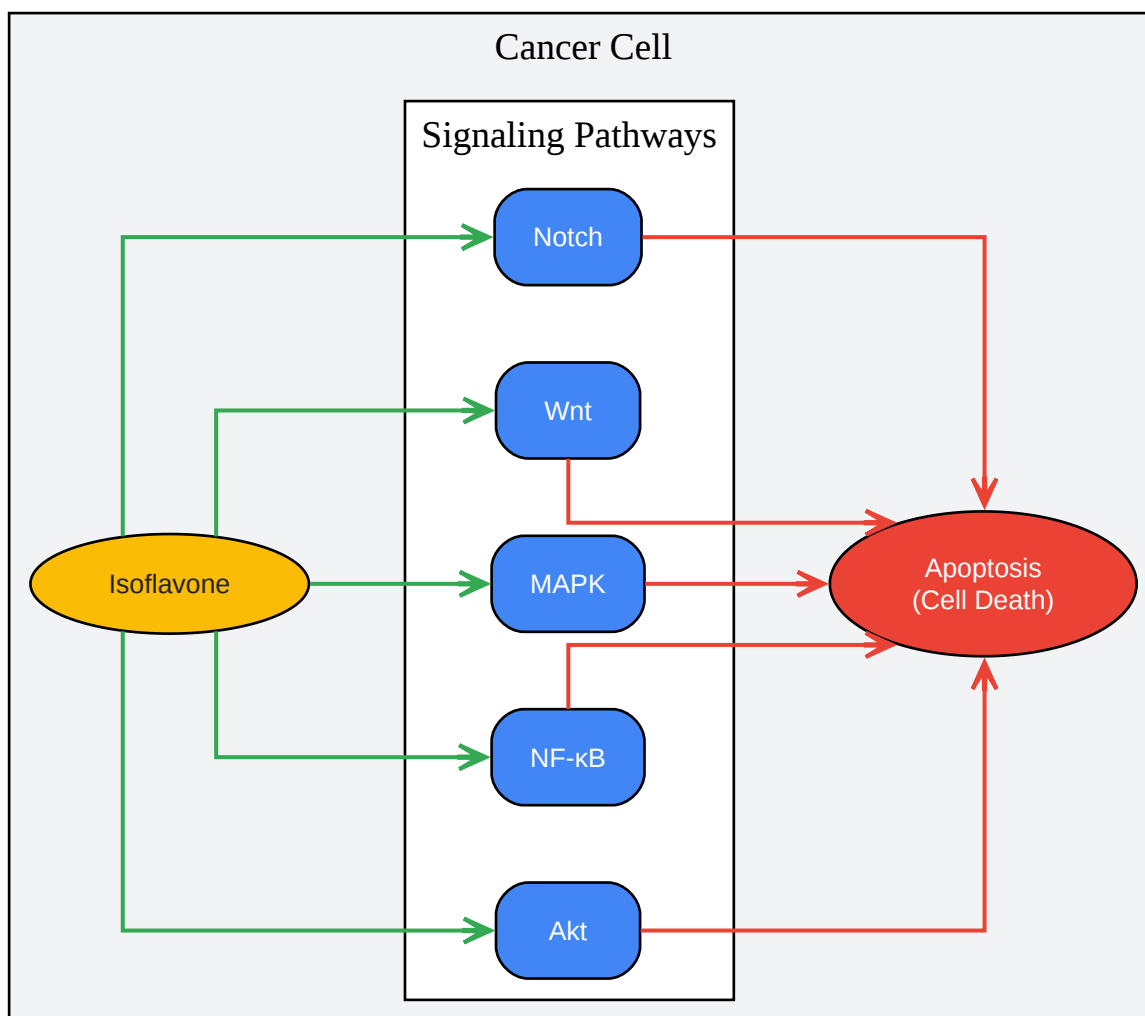 Cancer Cell
Signaling Pathways
Notch
Wnt
Isoflavone
MAPK
Apoptosis
(Cell Death)
NF-κB
Akt